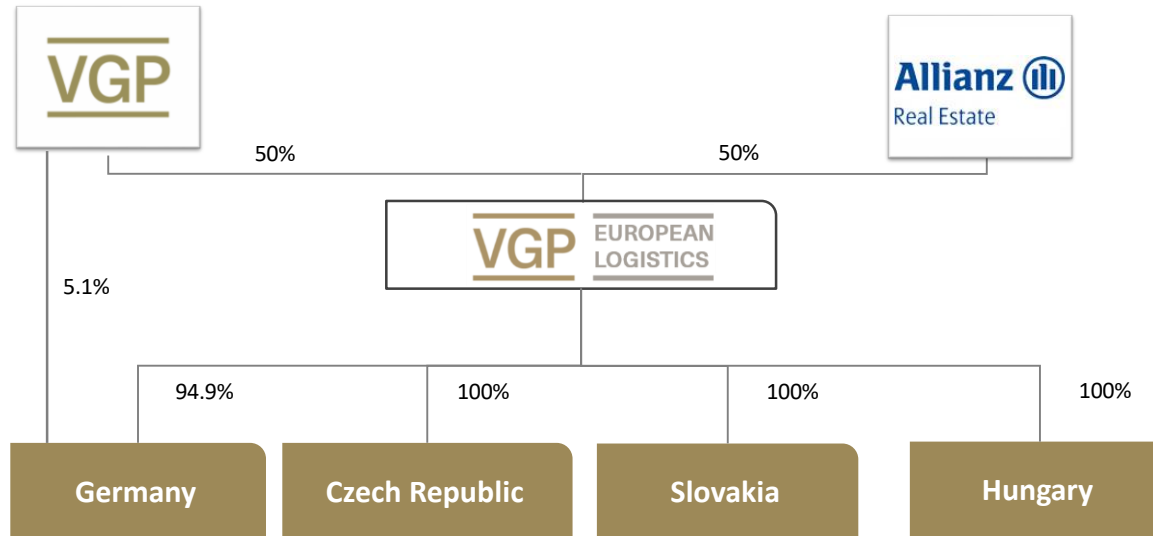 VGP
Allianz
Real Estate
50%
50%
VGP
EUROPEAN
LOGISTICS
5.1%
94.9%
100%
100%
100%
Germany
Czech Republic
Slovakia
Hungary